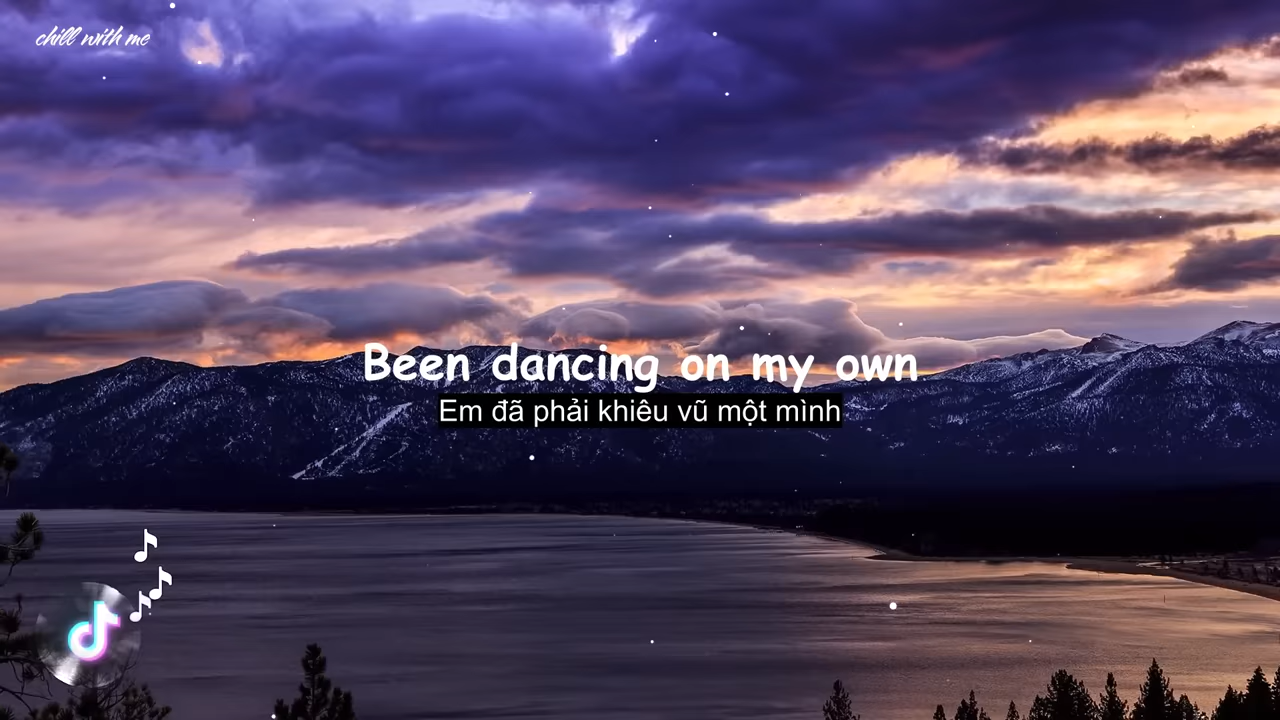 chill with me
Been dancing on my own
Em đã phải khiêu vũ một mình